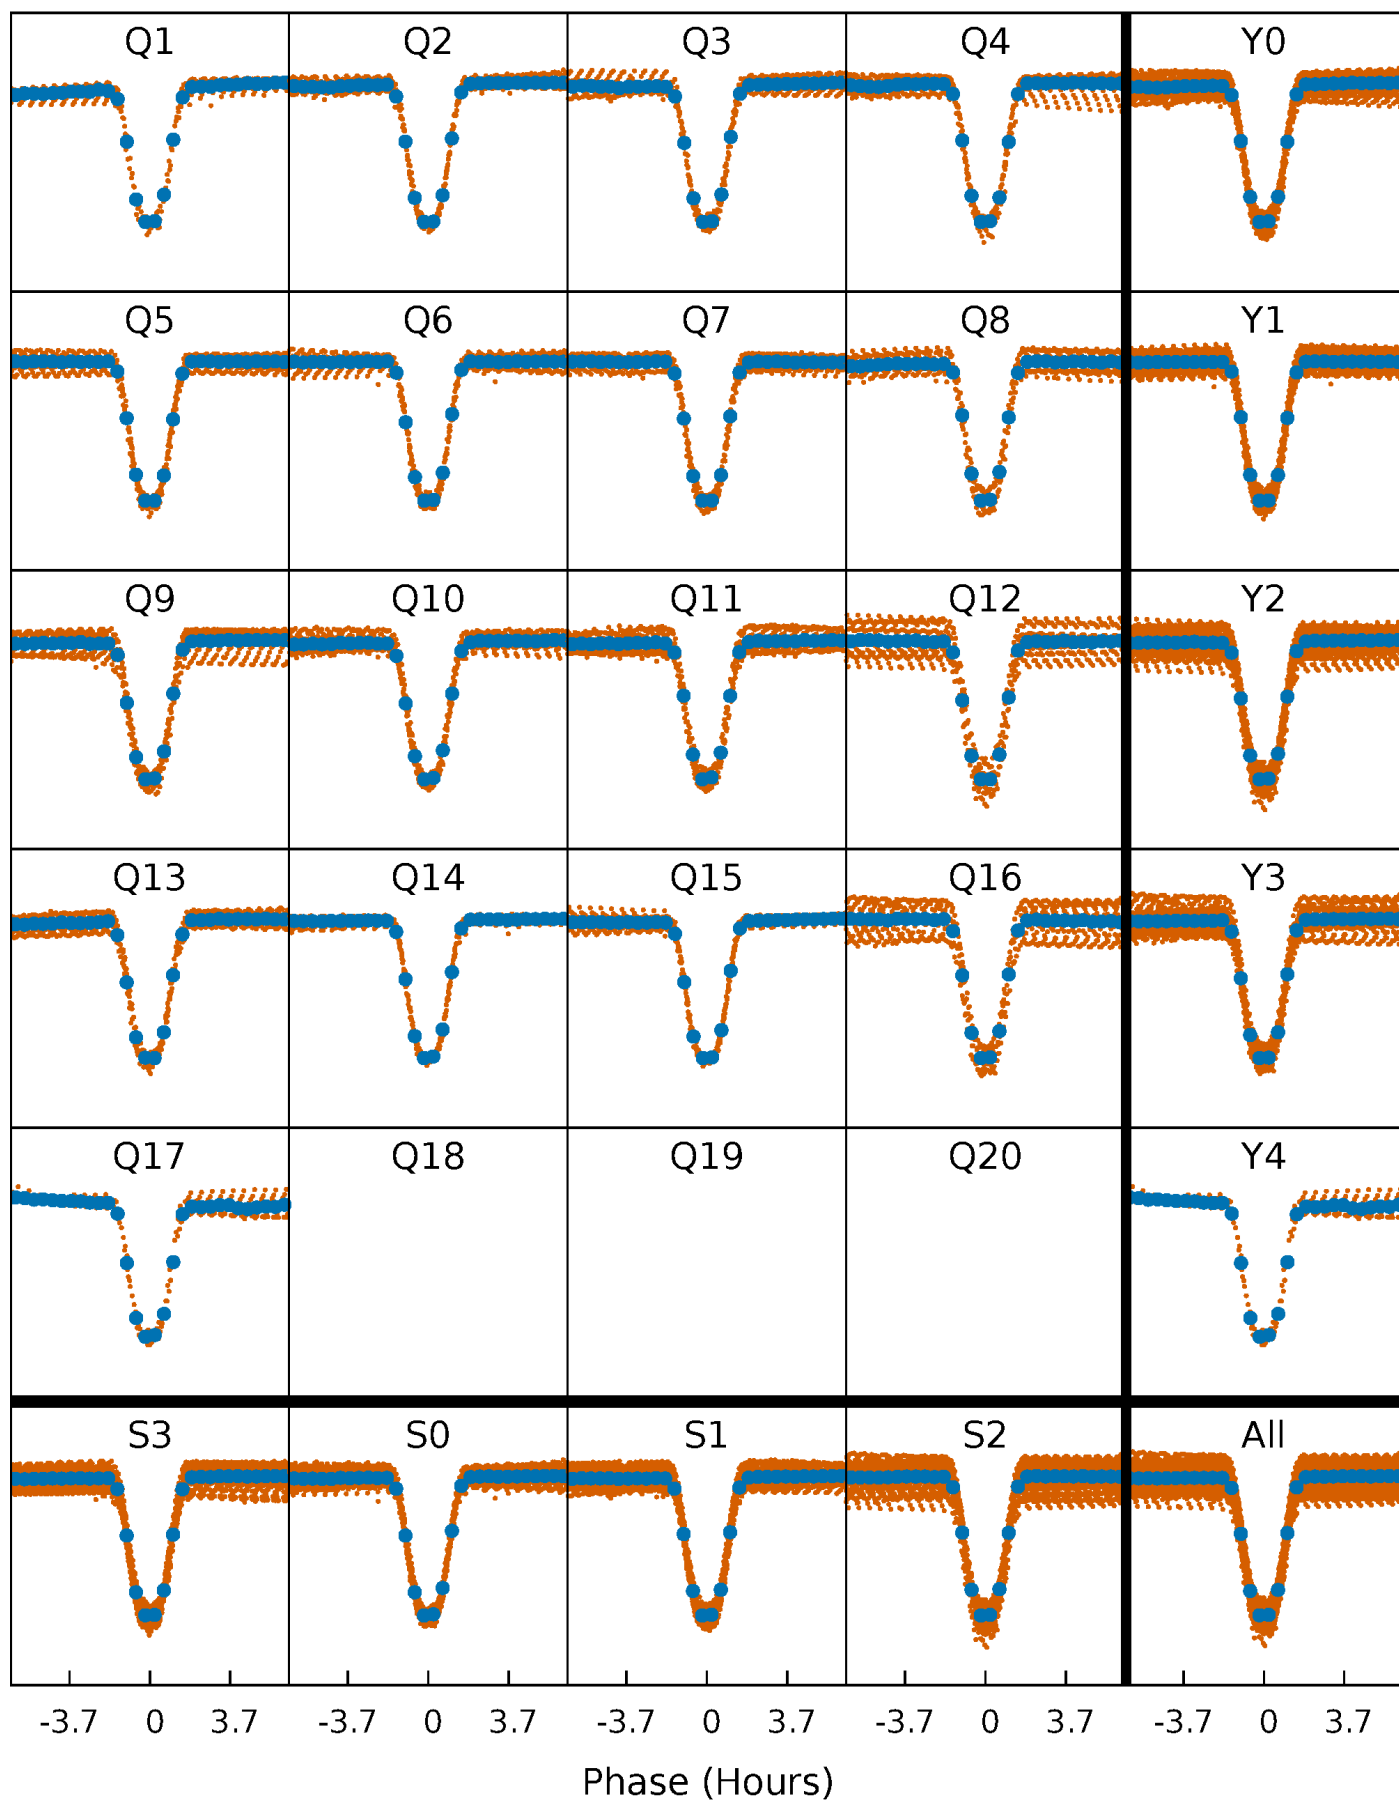 Q1 Q2 Q3 Q4 Y0
Q5 Q6 Q7 Q8 Y1
Q9 Q10 Q11 Q12 Y2
Q13 Q14 Q15 Q16 Y3
Q17 Q18 Q19 Q20 Y4
S3 S0 S1 S2 All
-3.7 0 3.7 -3.7 0 3.7 -3.7 0 3.7 -3.7 0 3.7 -3.7 0 3.7
Phase (Hours)